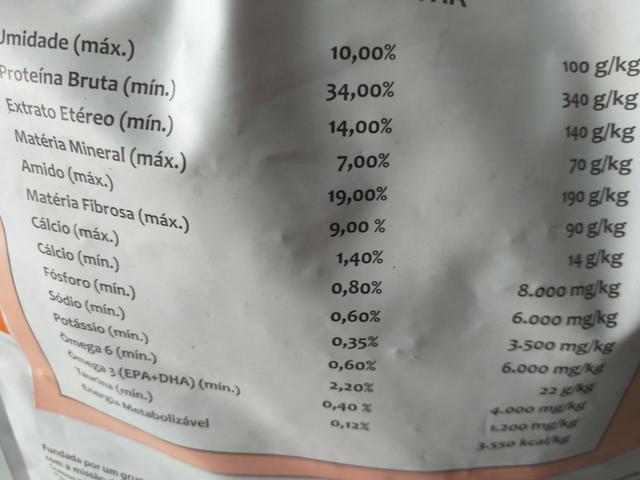 Umidade (máx.) 10,00% 100 g/kg
Proteína Bruta (mín.) 34,00% 340 g/kg
Extrato Etéreo (mín.) 14,00% 140 g/kg
Matéria Mineral (máx.) 7,00% 70 g/kg
Amido (máx.) 19,00% 190 g/kg
Matéria Fibrosa (máx.) 9,00 % 90 g/kg
Cálcio (máx.) 1,40% 14 g/kg
Cálcio (mín.) 0,80% 8.000 mg/kg
Fósforo (mín.) 0,60% 6.000 mg/kg
Sódio (mín.) 0,35% 3.500 mg/kg
Potássio (mín.) 0,60% 6.000 mg/kg
Ômega 6 (mín.) 2,20% 22 g/kg
Ômega 3 (EPA+DHA) (mín.) 0,40 % 4.000 mg/kg
Taurina (mín.) 0,12% 1.200 mg/kg
Energia Metabolizável 3.550 kcal/kg
Fundada por um
com a